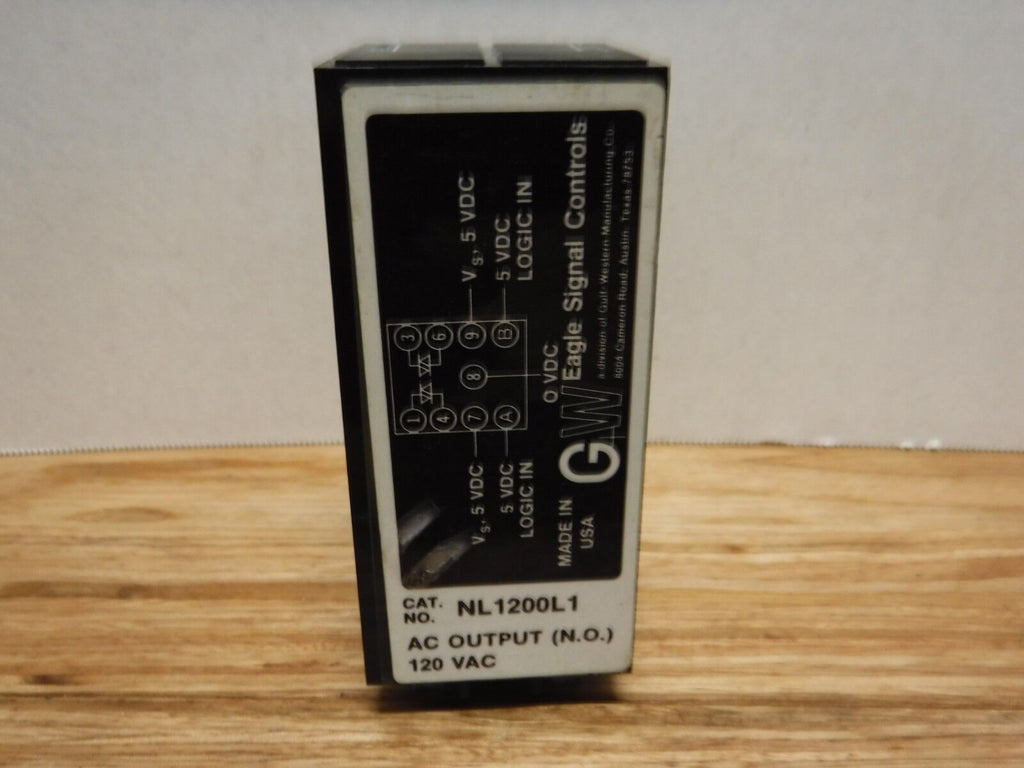 3 6 9 B
1 4 7 A
8
Vs, 5 VDC
5 VDC
LOGIC IN
Vs, 5 VDC
5 VDC
LOGIC IN
0 VDC
MADE IN
USA
GW Eagle Signal Controls
a division of Gulf+Western Manufacturing Co.
8004 Cameron Road, Austin, Texas 78753
CAT.
NO. NL1200L1
AC OUTPUT (N.O.)
120 VAC